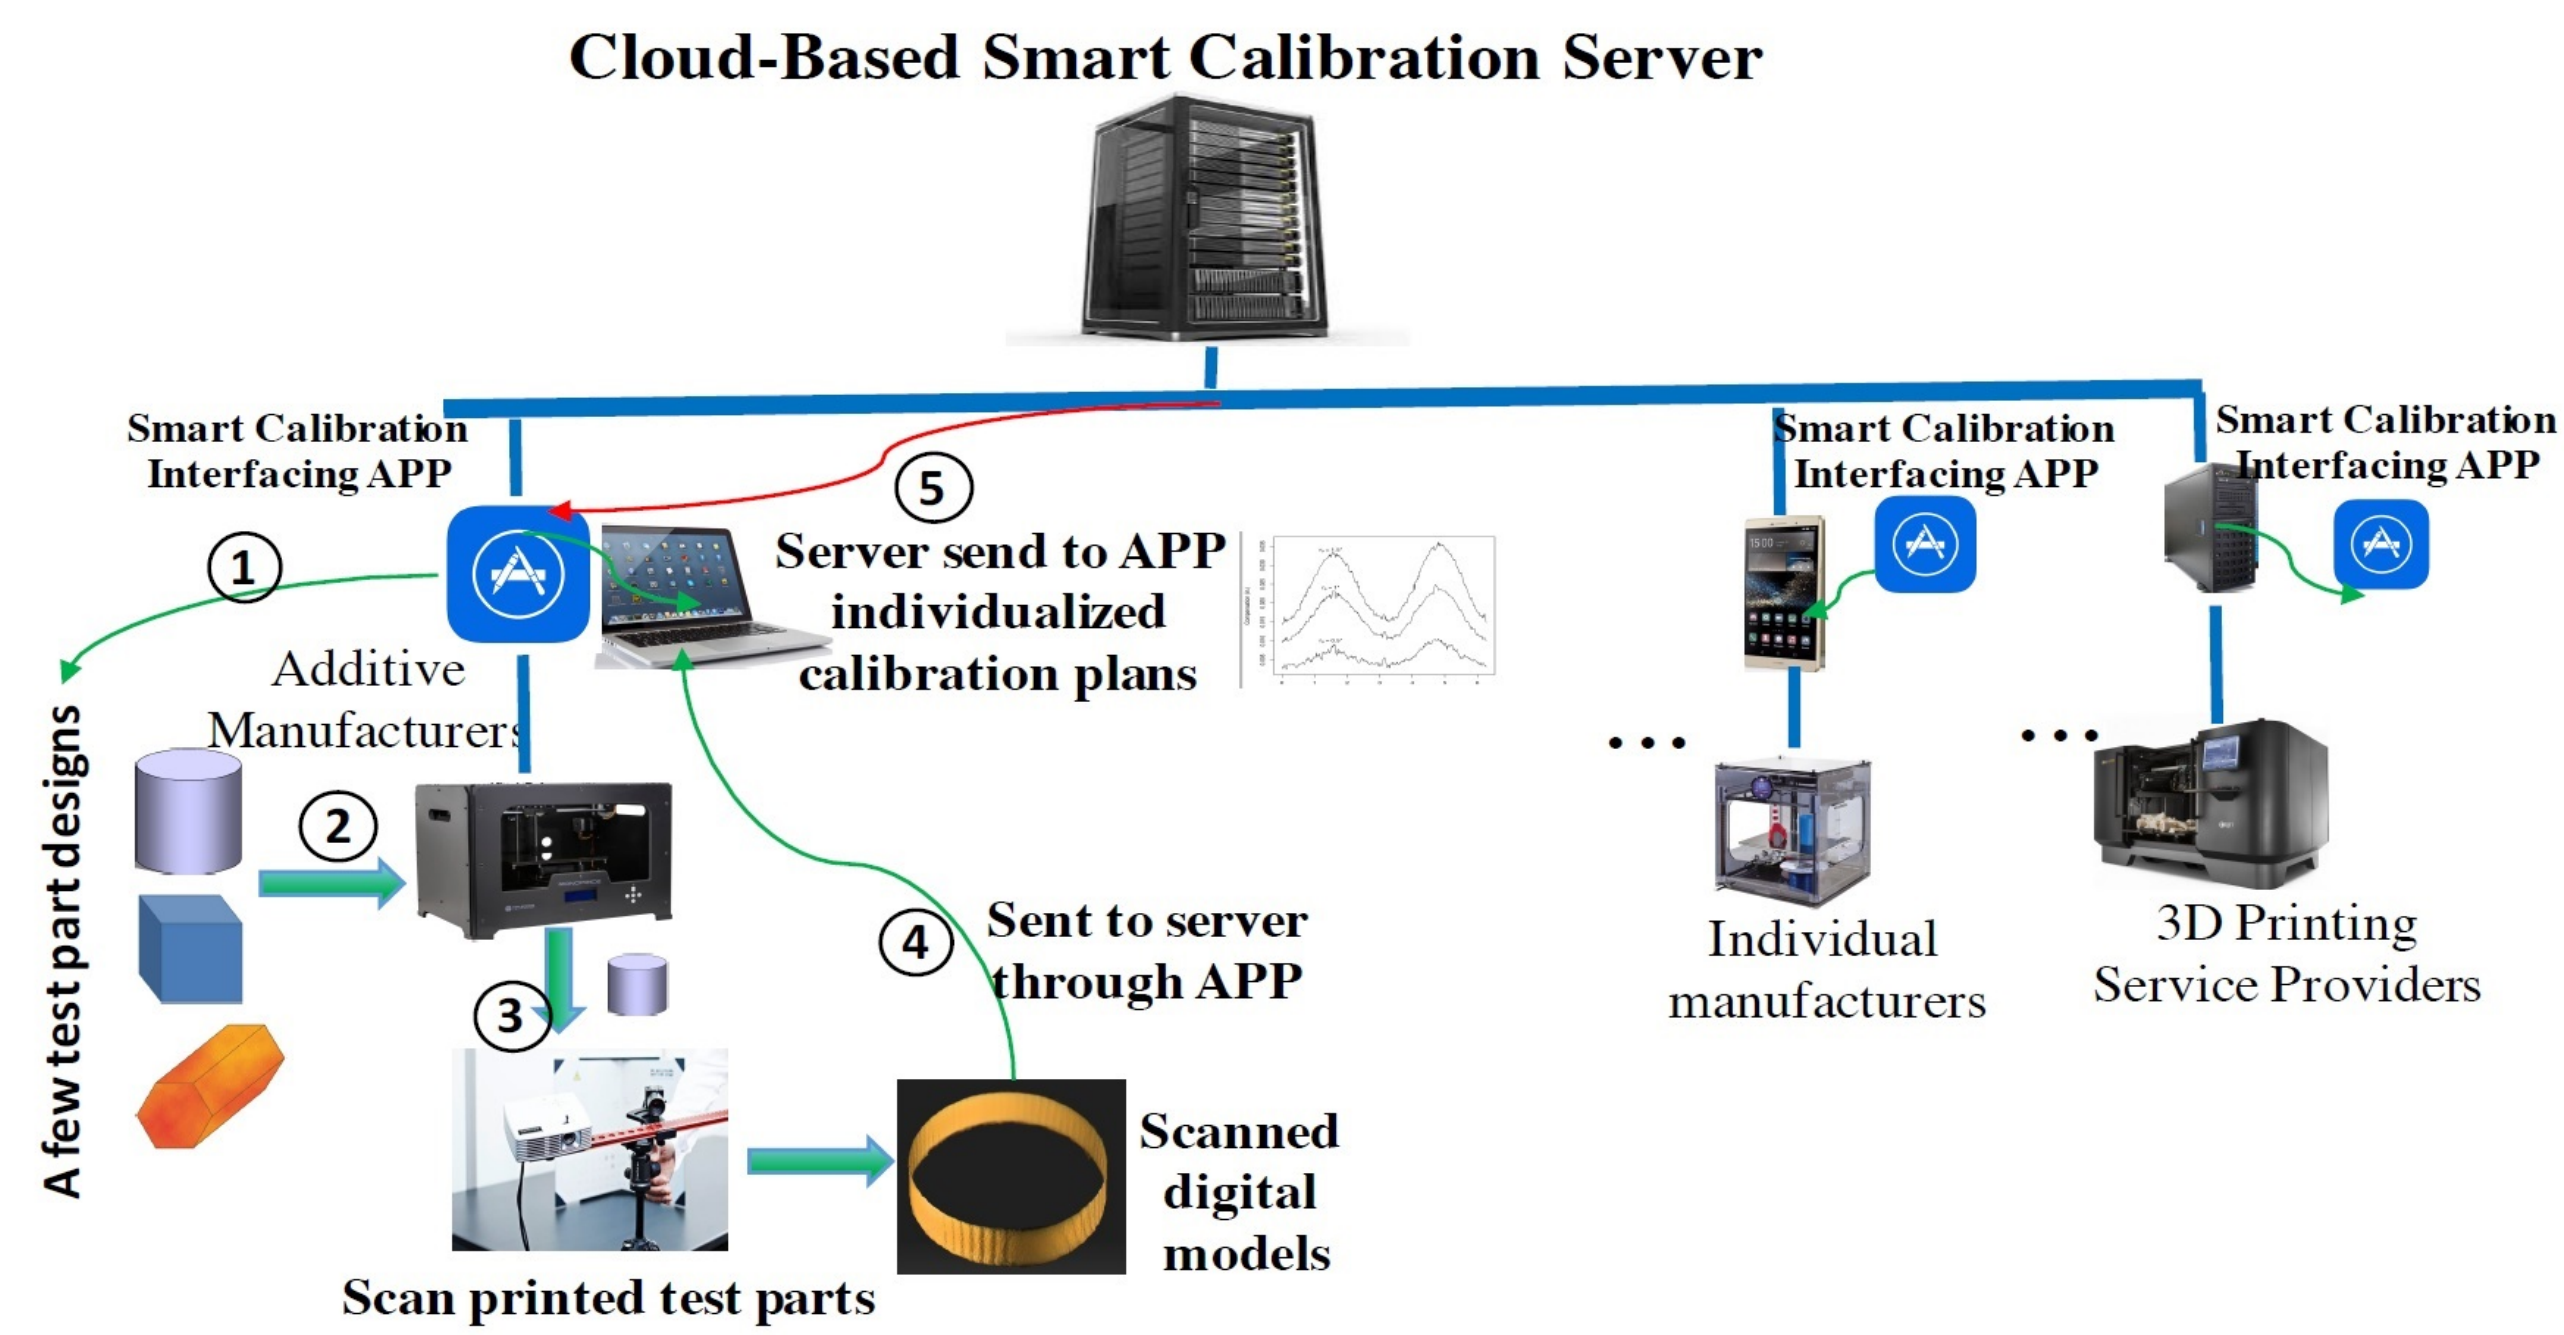 Cloud-Based Smart Calibration Server
Smart Calibration
Interfacing APP
1
Additive
Manufacturers
A few test part designs
2
3
Scan printed test parts
Scanned
digital
models
4
Sent to server
through APP
5
Server send to APP
individualized
calibration plans
Smart Calibration
Interfacing APP
15:00
...
Individual
manufacturers
Smart Calibration
Interfacing APP
...
3D Printing
Service Providers